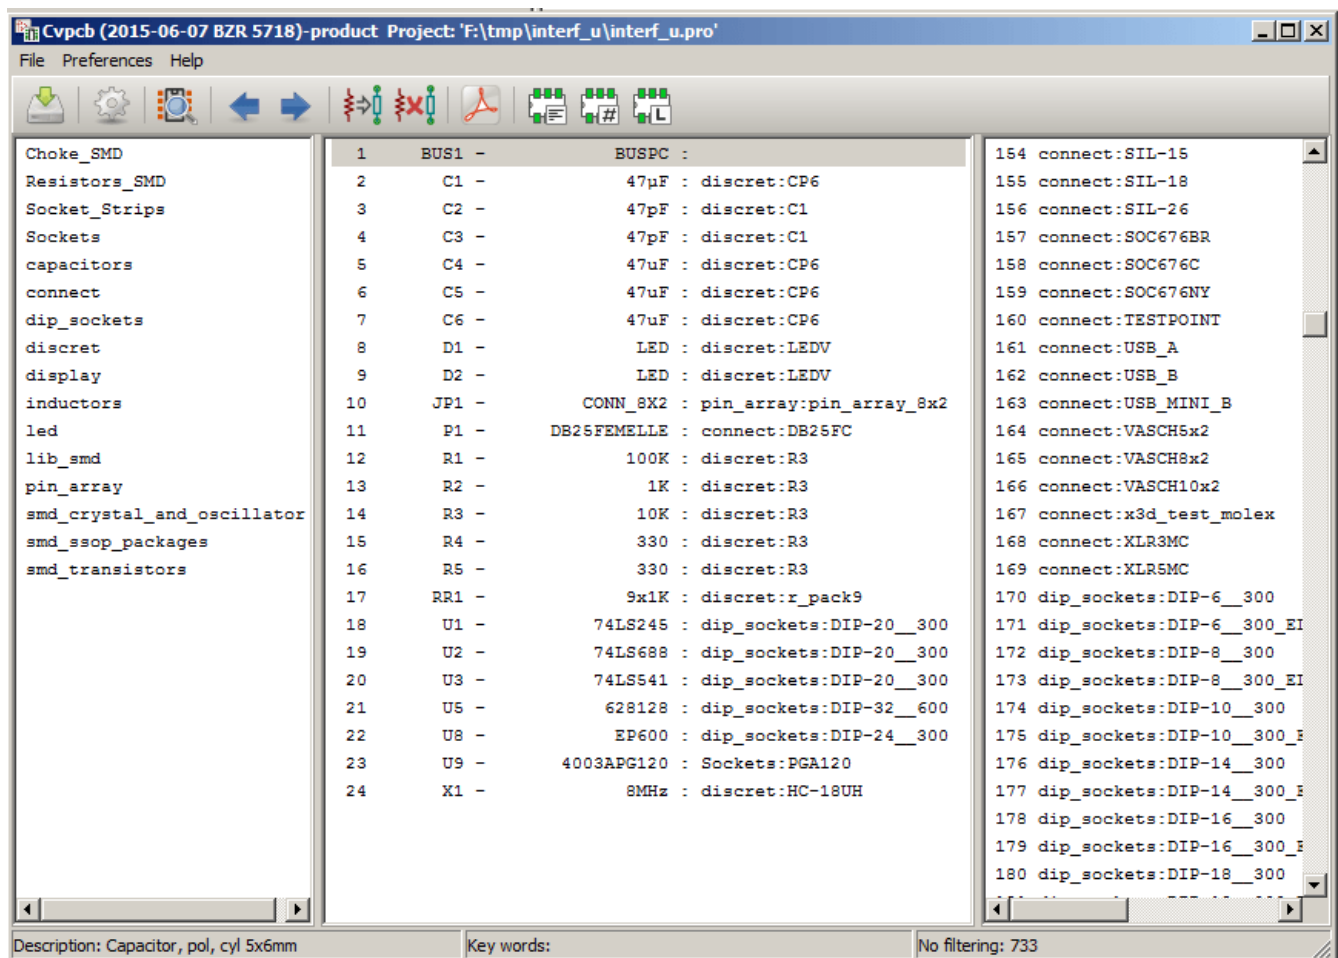 Cvpcb (2015-06-07 BZR 5718)-product Project: 'F:\tmp\interf_u\interf_u.pro'
File Preferences Help
Choke_SMD
Resistors_SMD
Socket_Strips
Sockets
capacitors
connect
dip_sockets
discret
display
inductors
led
lib_smd
pin_array
smd_crystal_and_oscillator
smd_ssop_packages
smd_transistors
1 BUS1 - BUSPC :
2 C1 - 47µF : discret:CP6
3 C2 - 47pF : discret:C1
4 C3 - 47pF : discret:C1
5 C4 - 47uF : discret:CP6
6 C5 - 47uF : discret:CP6
7 C6 - 47uF : discret:CP6
8 D1 - LED : discret:LEDV
9 D2 - LED : discret:LEDV
10 JP1 - CONN_8X2 : pin_array:pin_array_8x2
11 P1 - DB25FEMELLE : connect:DB25FC
12 R1 - 100K : discret:R3
13 R2 - 1K : discret:R3
14 R3 - 10K : discret:R3
15 R4 - 330 : discret:R3
16 R5 - 330 : discret:R3
17 RR1 - 9x1K : discret:r_pack9
18 U1 - 74LS245 : dip_sockets:DIP-20__300
19 U2 - 74LS688 : dip_sockets:DIP-20__300
20 U3 - 74LS541 : dip_sockets:DIP-20__300
21 U5 - 628128 : dip_sockets:DIP-32__600
22 U8 - EP600 : dip_sockets:DIP-24__300
23 U9 - 4003APG120 : Sockets:PGA120
24 X1 - 8MHz : discret:HC-18UH
154 connect:SIL-15
155 connect:SIL-18
156 connect:SIL-26
157 connect:SOC676BR
158 connect:SOC676C
159 connect:SOC676NY
160 connect:TESTPOINT
161 connect:USB_A
162 connect:USB_B
163 connect:USB_MINI_B
164 connect:VASCH5x2
165 connect:VASCH8x2
166 connect:VASCH10x2
167 connect:x3d_test_molex
168 connect:XLR3MC
169 connect:XLR5MC
170 dip_sockets:DIP-6__300
171 dip_sockets:DIP-6__300_El
172 dip_sockets:DIP-8__300
173 dip_sockets:DIP-8__300_El
174 dip_sockets:DIP-10__300
175 dip_sockets:DIP-10__300_
176 dip_sockets:DIP-14__300
177 dip_sockets:DIP-14__300_
178 dip_sockets:DIP-16__300
179 dip_sockets:DIP-16__300_
180 dip_sockets:DIP-18__300
Description: Capacitor, pol, cyl 5x6mm
Key words:
No filtering: 733